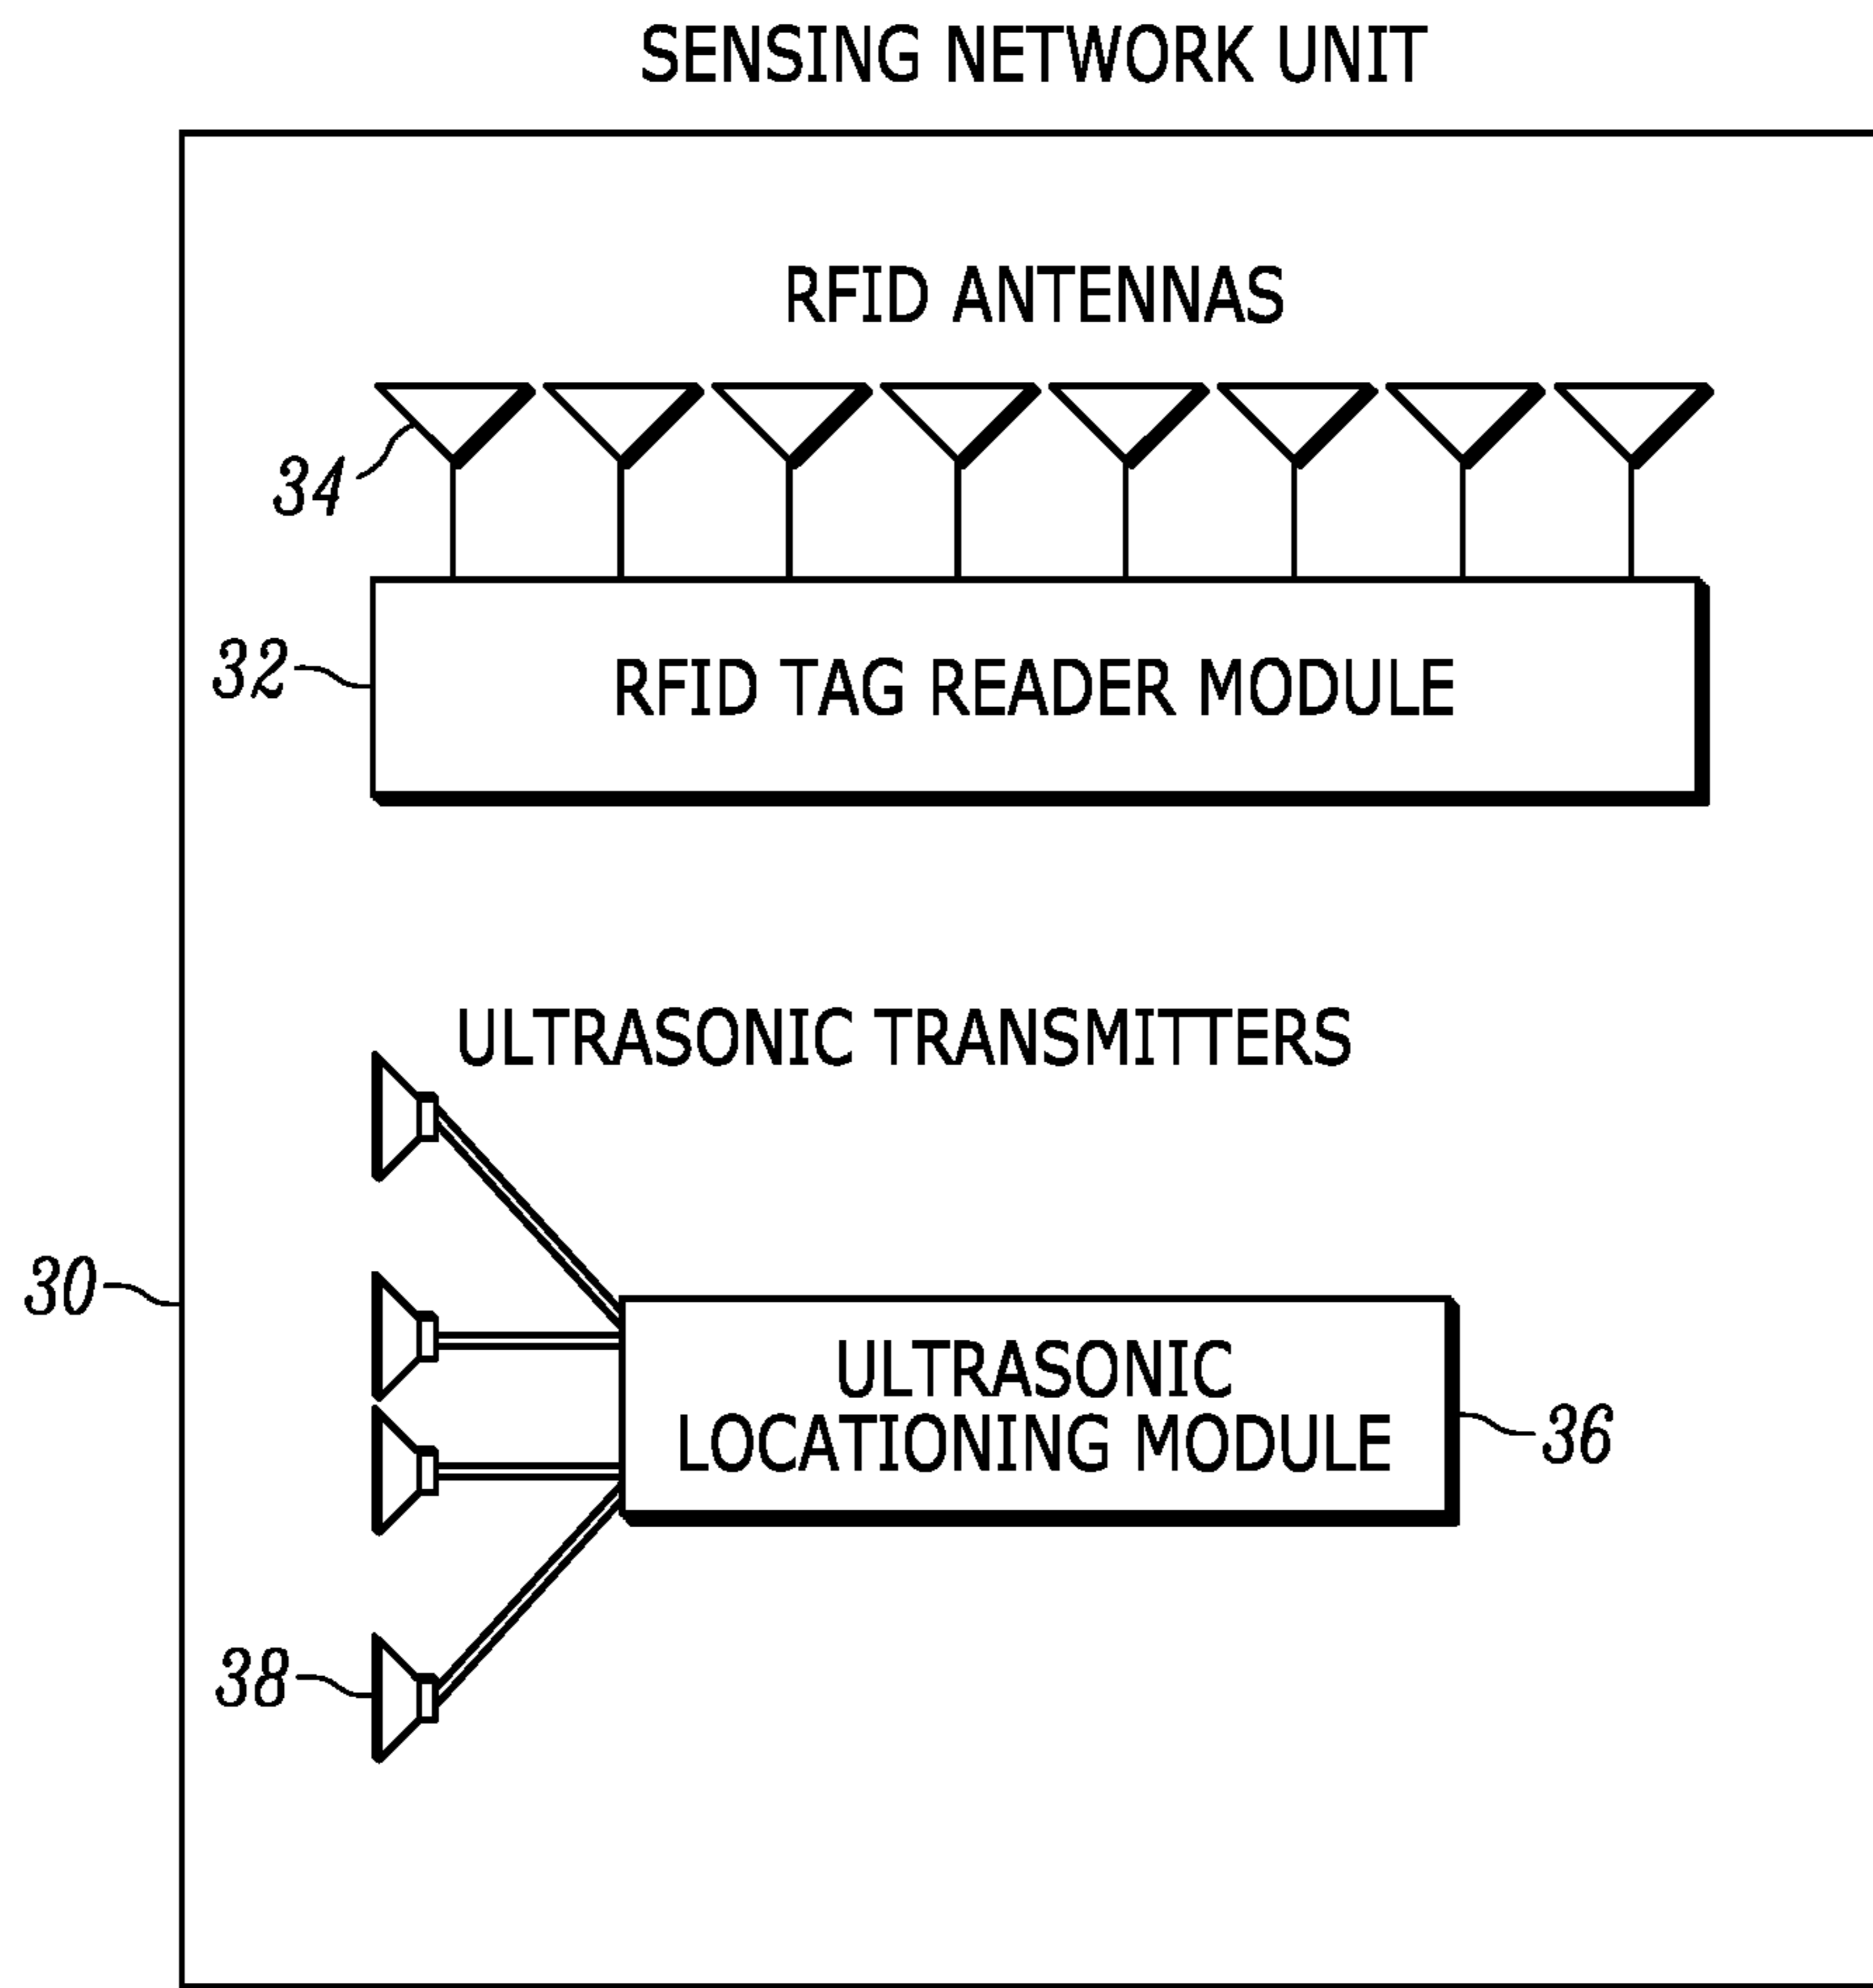 SENSING NETWORK UNIT
RFID ANTENNAS
34
32
RFID TAG READER MODULE
ULTRASONIC TRANSMITTERS
30
ULTRASONIC
LOCATIONING MODULE
36
38